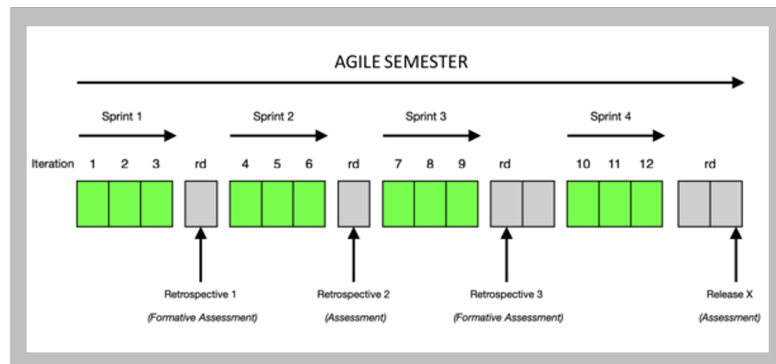 AGILE SEMESTER
Sprint 1 Sprint 2 Sprint 3 Sprint 4
Iteration 1 2 3 rd 4 5 6 rd 7 8 9 rd 10 11 12 rd
Retrospective 1 Retrospective 2 Retrospective 3 Release X
(Formative Assessment) (Assessment) (Formative Assessment) (Assessment)